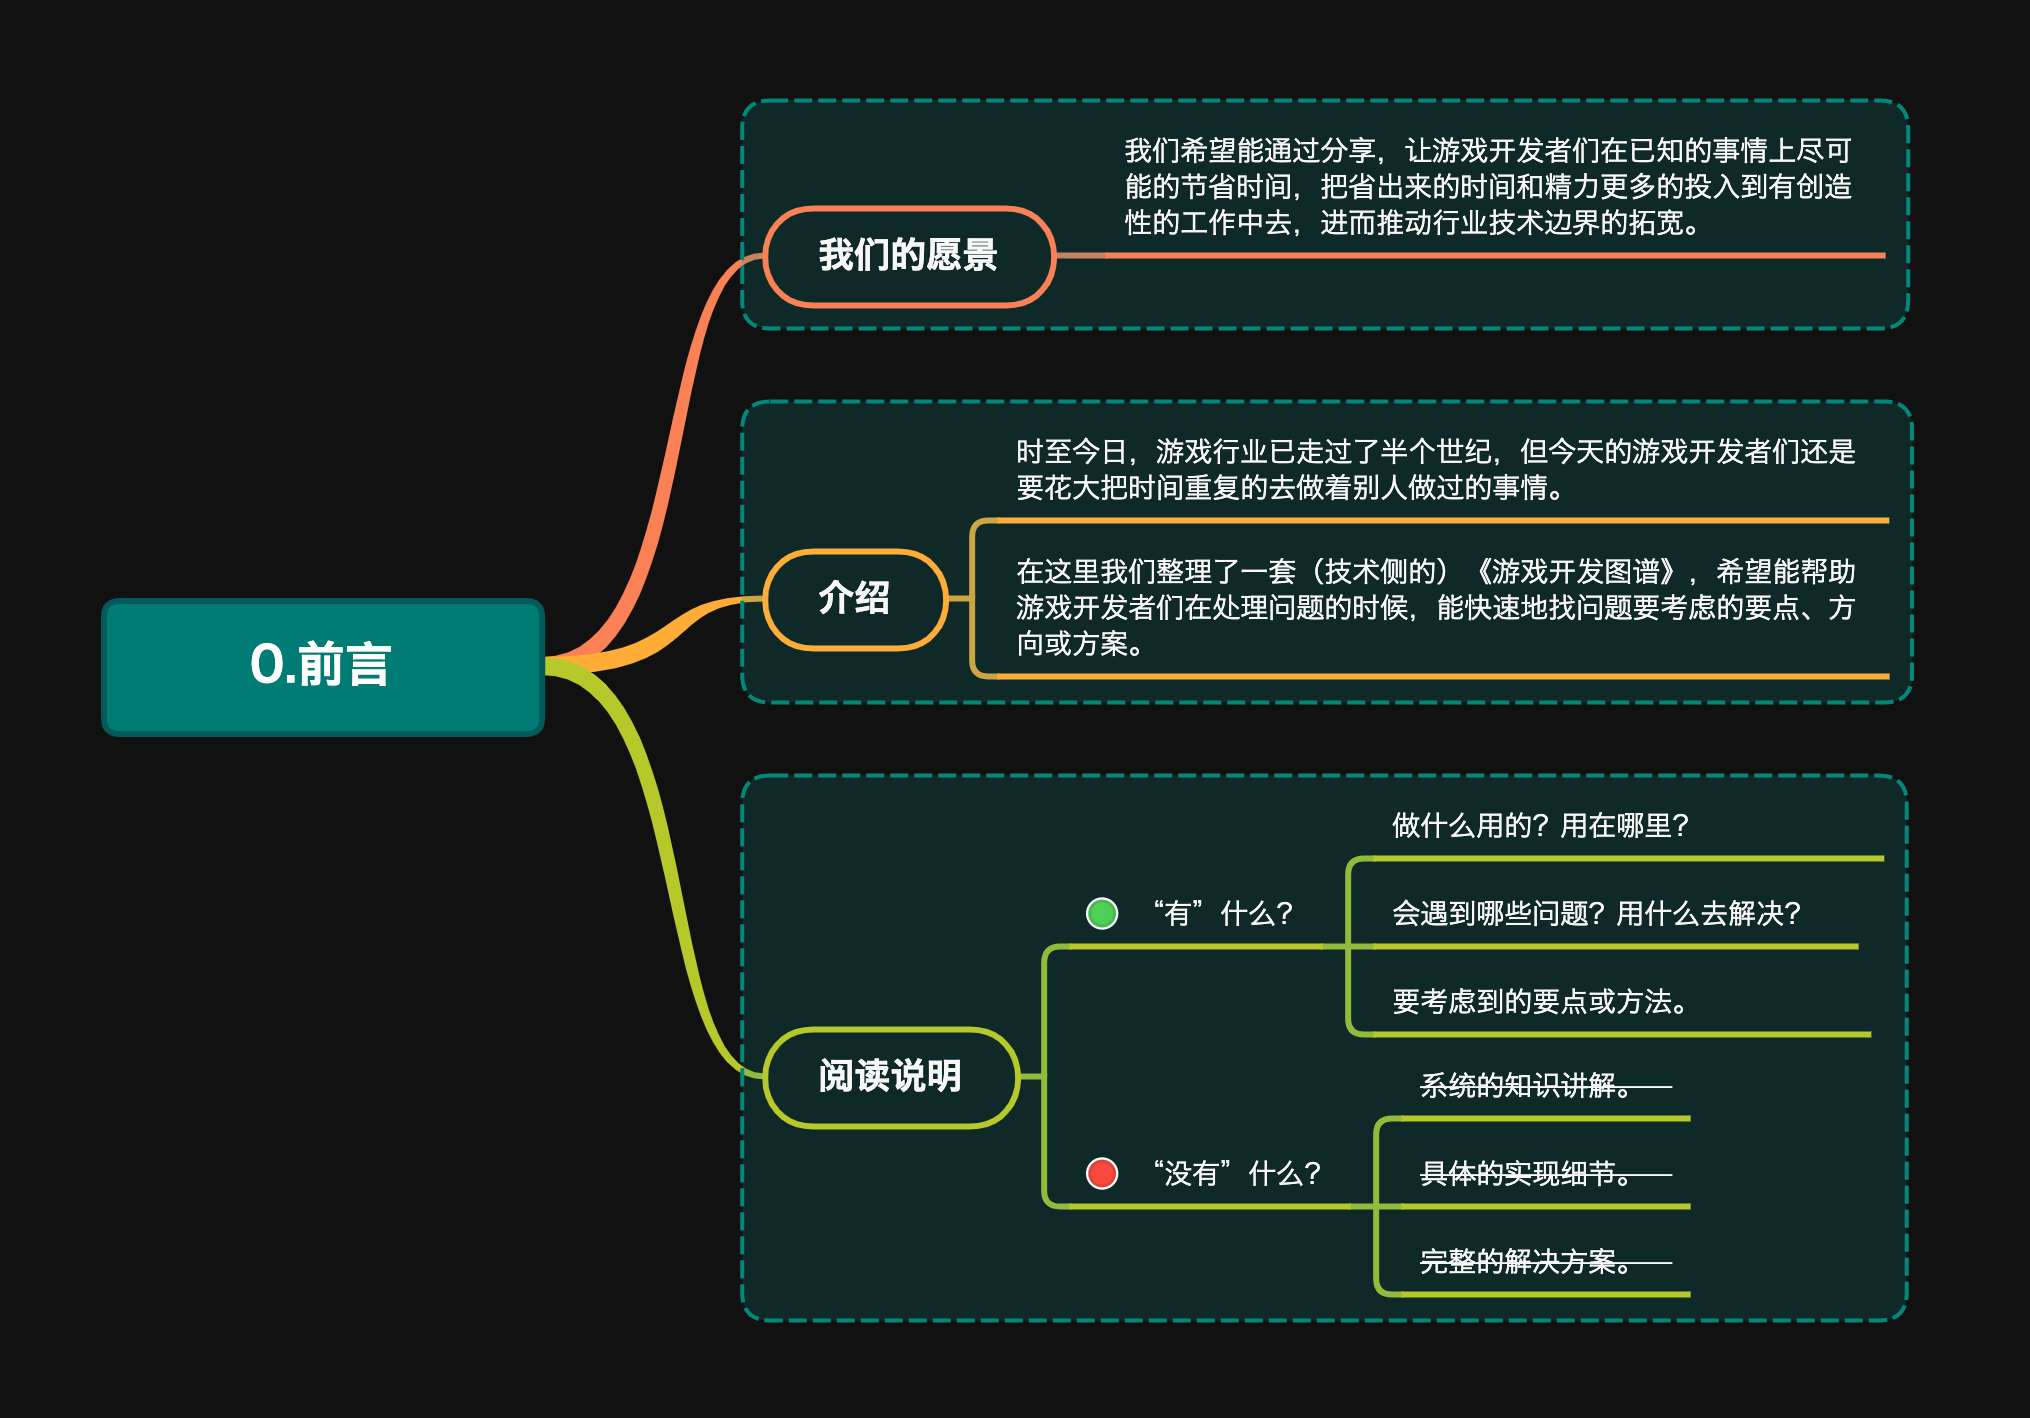 0.前言
我们的愿景
我们希望能通过分享，让游戏开发者们在已知的事情上尽可
能的节省时间，把省出来的时间和精力更多的投入到有创造
性的工作中去，进而推动行业技术边界的拓宽。
介绍
时至今日，游戏行业已走过了半个世纪，但今天的游戏开发者们还是
要花大把时间重复的去做着别人做过的事情。
在这里我们整理了一套（技术侧的）《游戏开发图谱》，希望能帮助
游戏开发者们在处理问题的时候，能快速地找问题要考虑的要点、方
向或方案。
阅读说明
“有”什么？
做什么用的？用在哪里？
会遇到哪些问题？用什么去解决？
要考虑到的要点或方法。
“没有”什么？
系统的知识讲解。
具体的实现细节。
完整的解决方案。